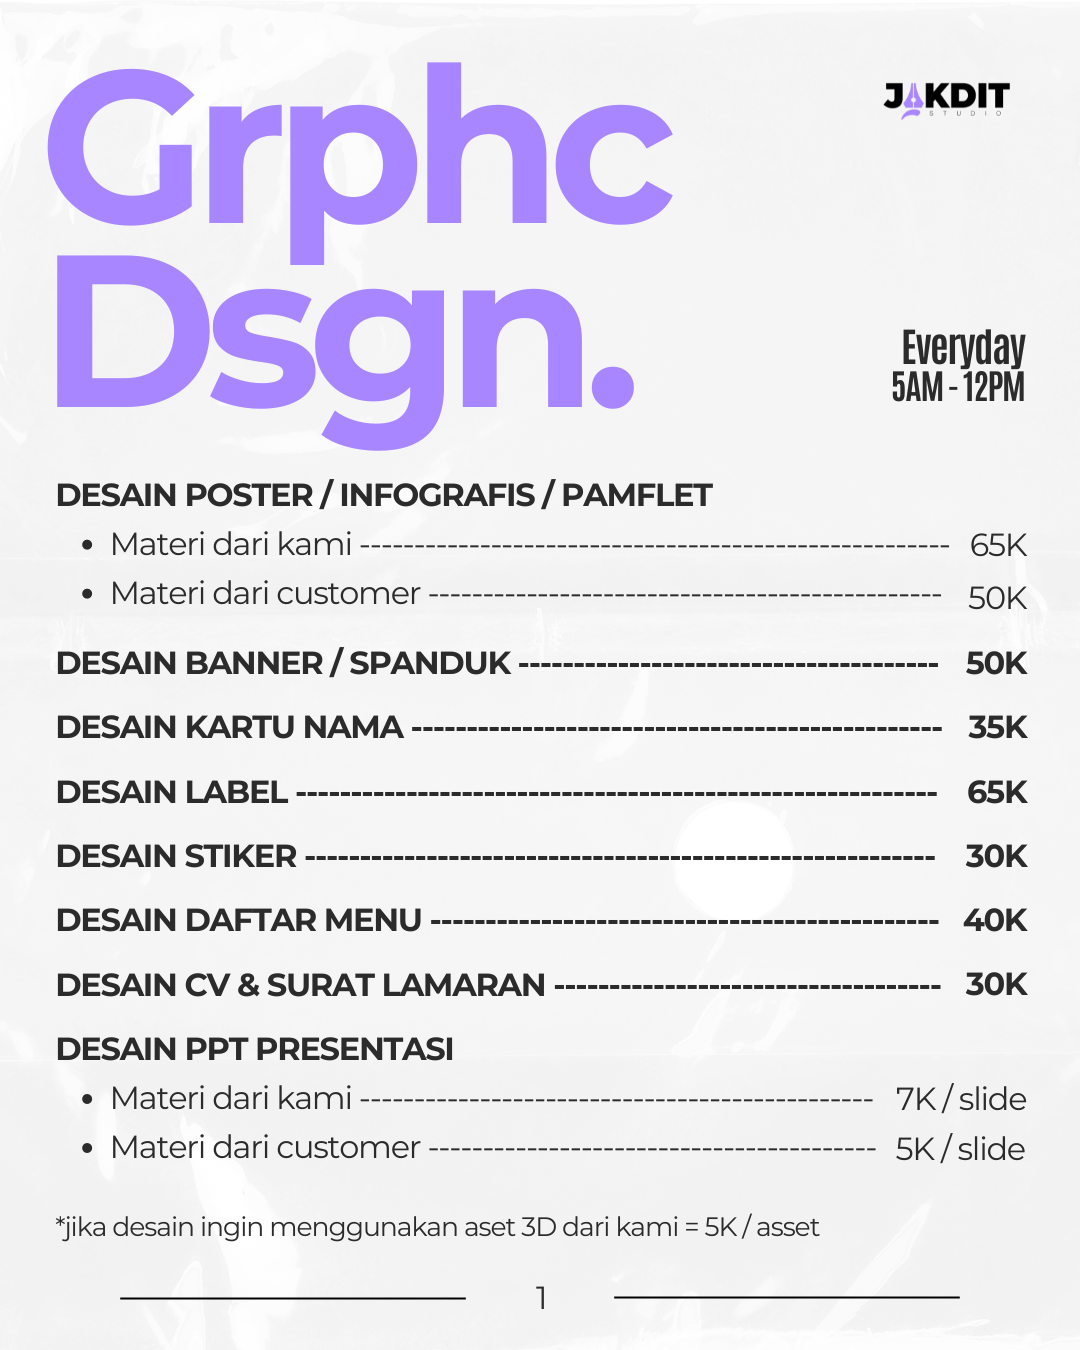 Grphc
Dsgn.
JAKDIT
STUDIO
Everyday
5AM - 12PM
DESAIN POSTER / INFOGRAFIS / PAMFLET
• Materi dari kami ------------------------------------------------------ 65K
• Materi dari customer ----------------------------------------------- 50K
DESAIN BANNER / SPANDUK -------------------------------------- 50K
DESAIN KARTU NAMA ------------------------------------------------ 35K
DESAIN LABEL ---------------------------------------------------------- 65K
DESAIN STIKER --------------------------------------------------------- 30K
DESAIN DAFTAR MENU ---------------------------------------------- 40K
DESAIN CV & SURAT LAMARAN ----------------------------------- 30K
DESAIN PPT PRESENTASI
• Materi dari kami ----------------------------------------------- 7K / slide
• Materi dari customer ----------------------------------------- 5K / slide
*jika desain ingin menggunakan aset 3D dari kami = 5K / asset
1